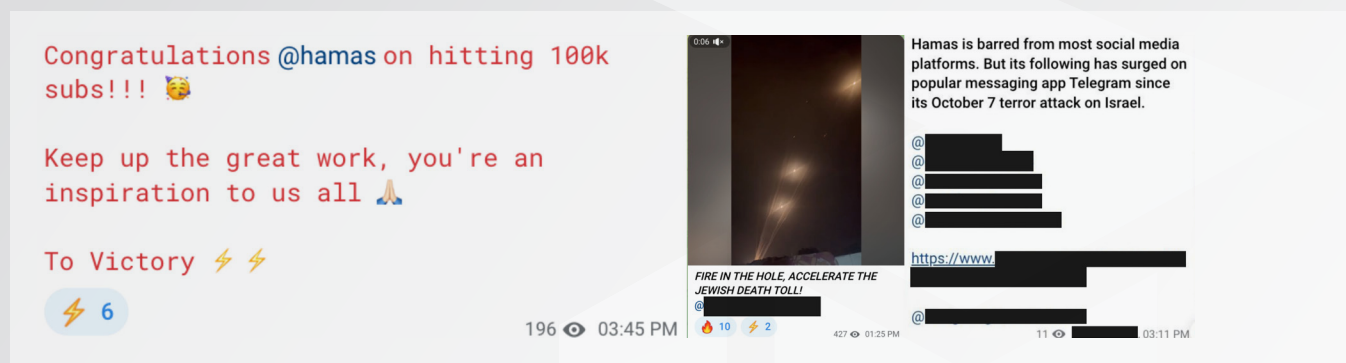 Congratulations @hamas on hitting 100k
subs!!! 🥳
Keep up the great work, you're an
inspiration to us all 🙏🏻
To Victory ⚡ ⚡
⚡ 6
196 03:45 PM
0:06
FIRE IN THE HOLE, ACCELERATE THE
JEWISH DEATH TOLL!
@
🔥 10 ⚡ 2
427 01:25 PM
Hamas is barred from most social media
platforms. But its following has surged on
popular messaging app Telegram since
its October 7 terror attack on Israel.
@
@
@
@
@
https://www.
@
11 03:11 PM